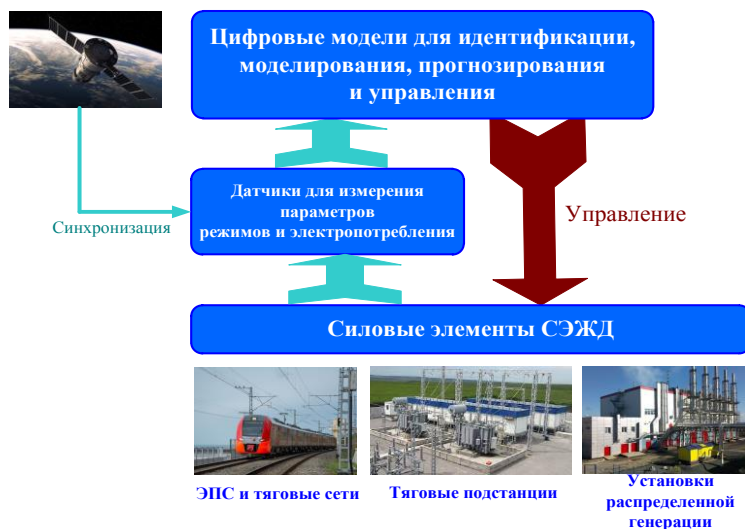 Цифровые модели для идентификации,
моделирования, прогнозирования
и управления
Датчики для измерения
параметров
режимов и электропотребления
Синхронизация
Управление
Силовые элементы СЭЖД
ЭПС и тяговые сети
Тяговые подстанции
Установки
распределенной
генерации